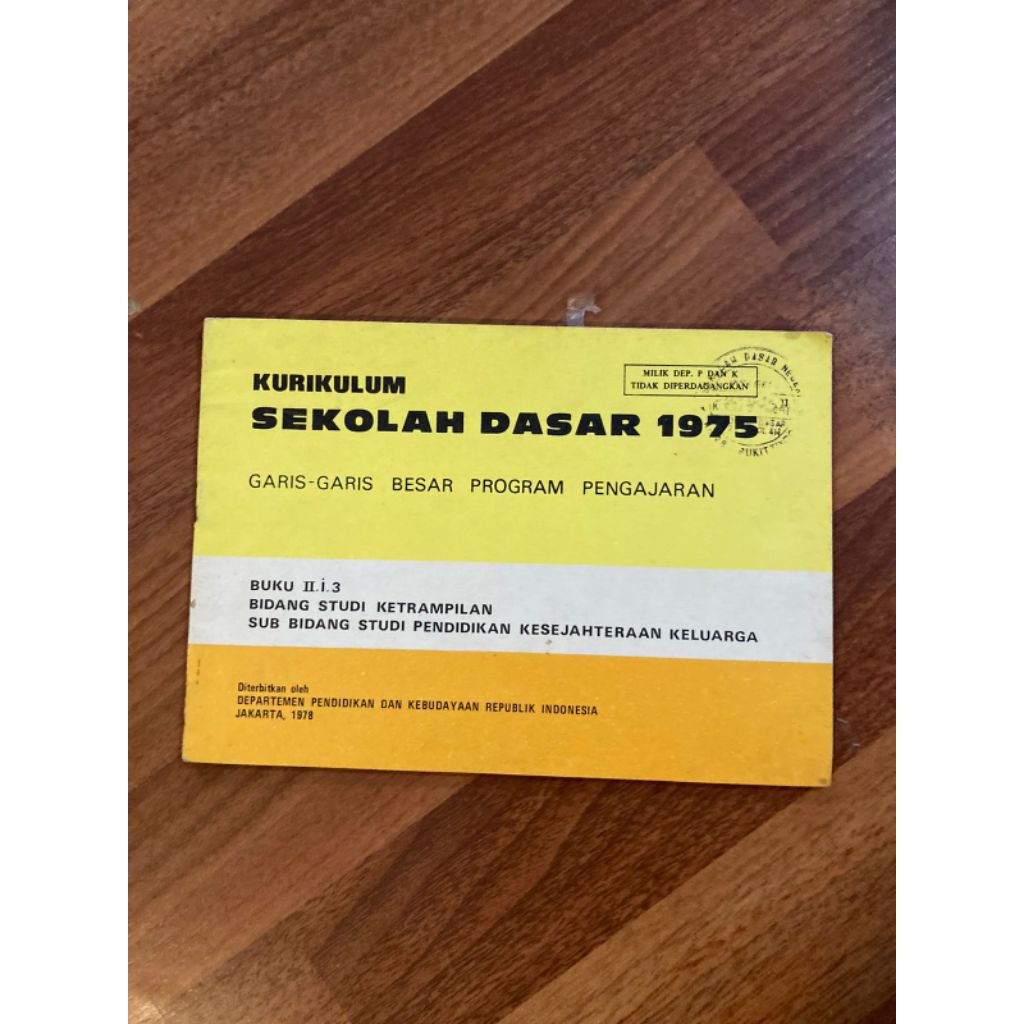 KURIKULUM
SEKOLAH DASAR 1975
MILIK DEP. P DAN K
TIDAK DIPERDAGANGKAN
DASAR
GARIS-GARIS BESAR PROGRAM PENGAJARAN
BUKU II.i.3
BIDANG STUDI KETRAMPILAN
SUB BIDANG STUDI PENDIDIKAN KESEJAHTERAAN KELUARGA
Diterbitkan oleh
DEPARTEMEN PENDIDIKAN DAN KEBUDAYAAN REPUBLIK INDONESIA
JAKARTA, 1978